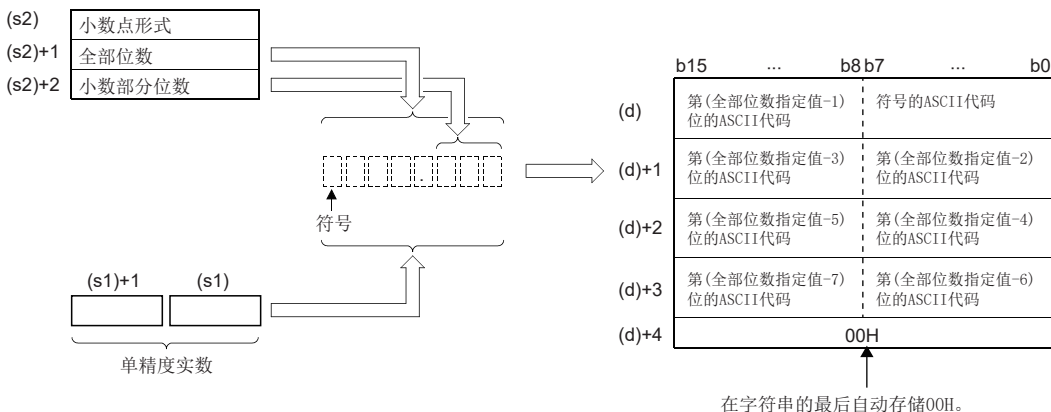 (s2) 小数点形式
(s2)+1 全部位数
(s2)+2 小数部分位数
.
符号
(s1)+1 (s1)
单精度实数
b15 ... b8 b7 ... b0
(d) 第(全部位数指定值-1) 符号的ASCII代码
位的ASCII代码
(d)+1 第(全部位数指定值-3) 第(全部位数指定值-2)
位的ASCII代码 位的ASCII代码
(d)+2 第(全部位数指定值-5) 第(全部位数指定值-4)
位的ASCII代码 位的ASCII代码
(d)+3 第(全部位数指定值-7) 第(全部位数指定值-6)
位的ASCII代码 位的ASCII代码
(d)+4 00H
在字符串的最后自动存储00H。